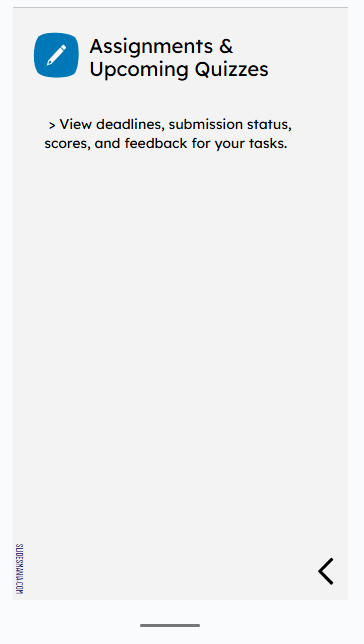 Assignments &
Upcoming Quizzes
> View deadlines, submission status,
scores, and feedback for your tasks.
SLIDESMANIA.COM